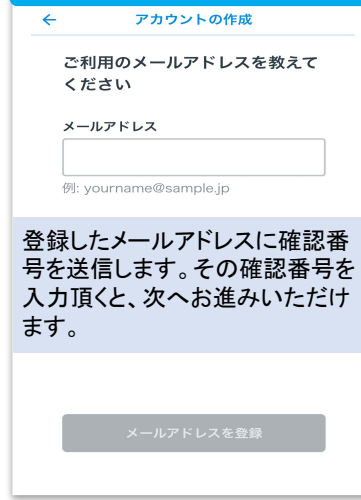 ← アカウントの作成
ご利用のメールアドレスを教えて
ください
メールアドレス
例: yourname@sample.jp
登録したメールアドレスに確認番
号を送信します。その確認番号を
入力頂くと、次へお進みいただけ
ます。
メールアドレスを登録